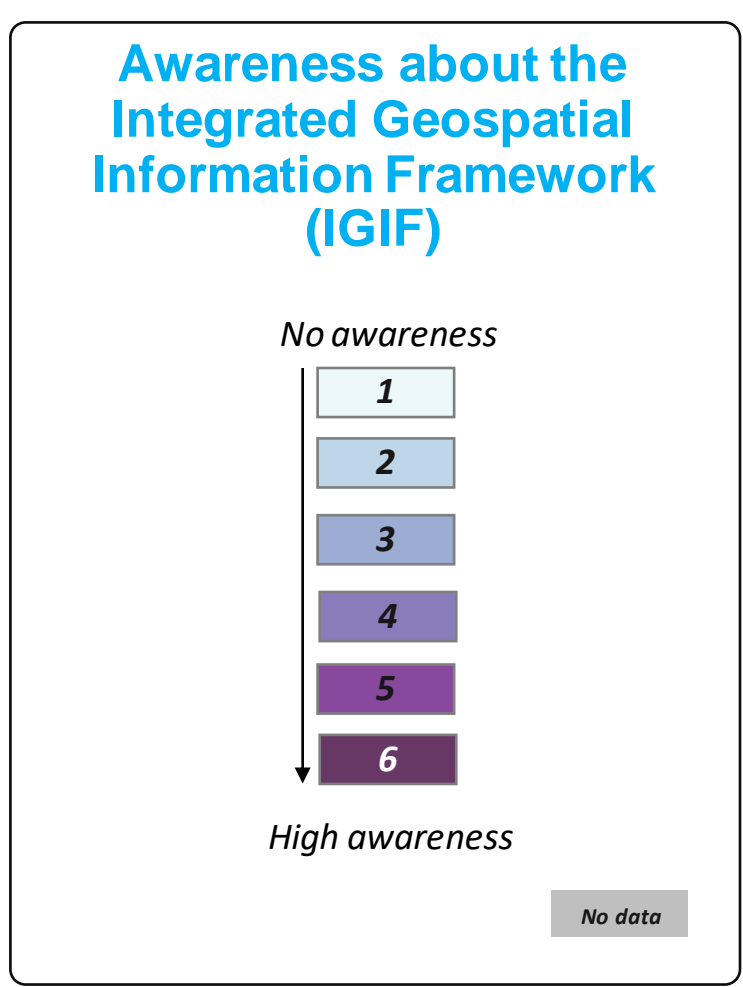 Awareness about the
Integrated Geospatial
Information Framework
(IGIF)
No awareness
1
2
3
4
5
6
High awareness
No data